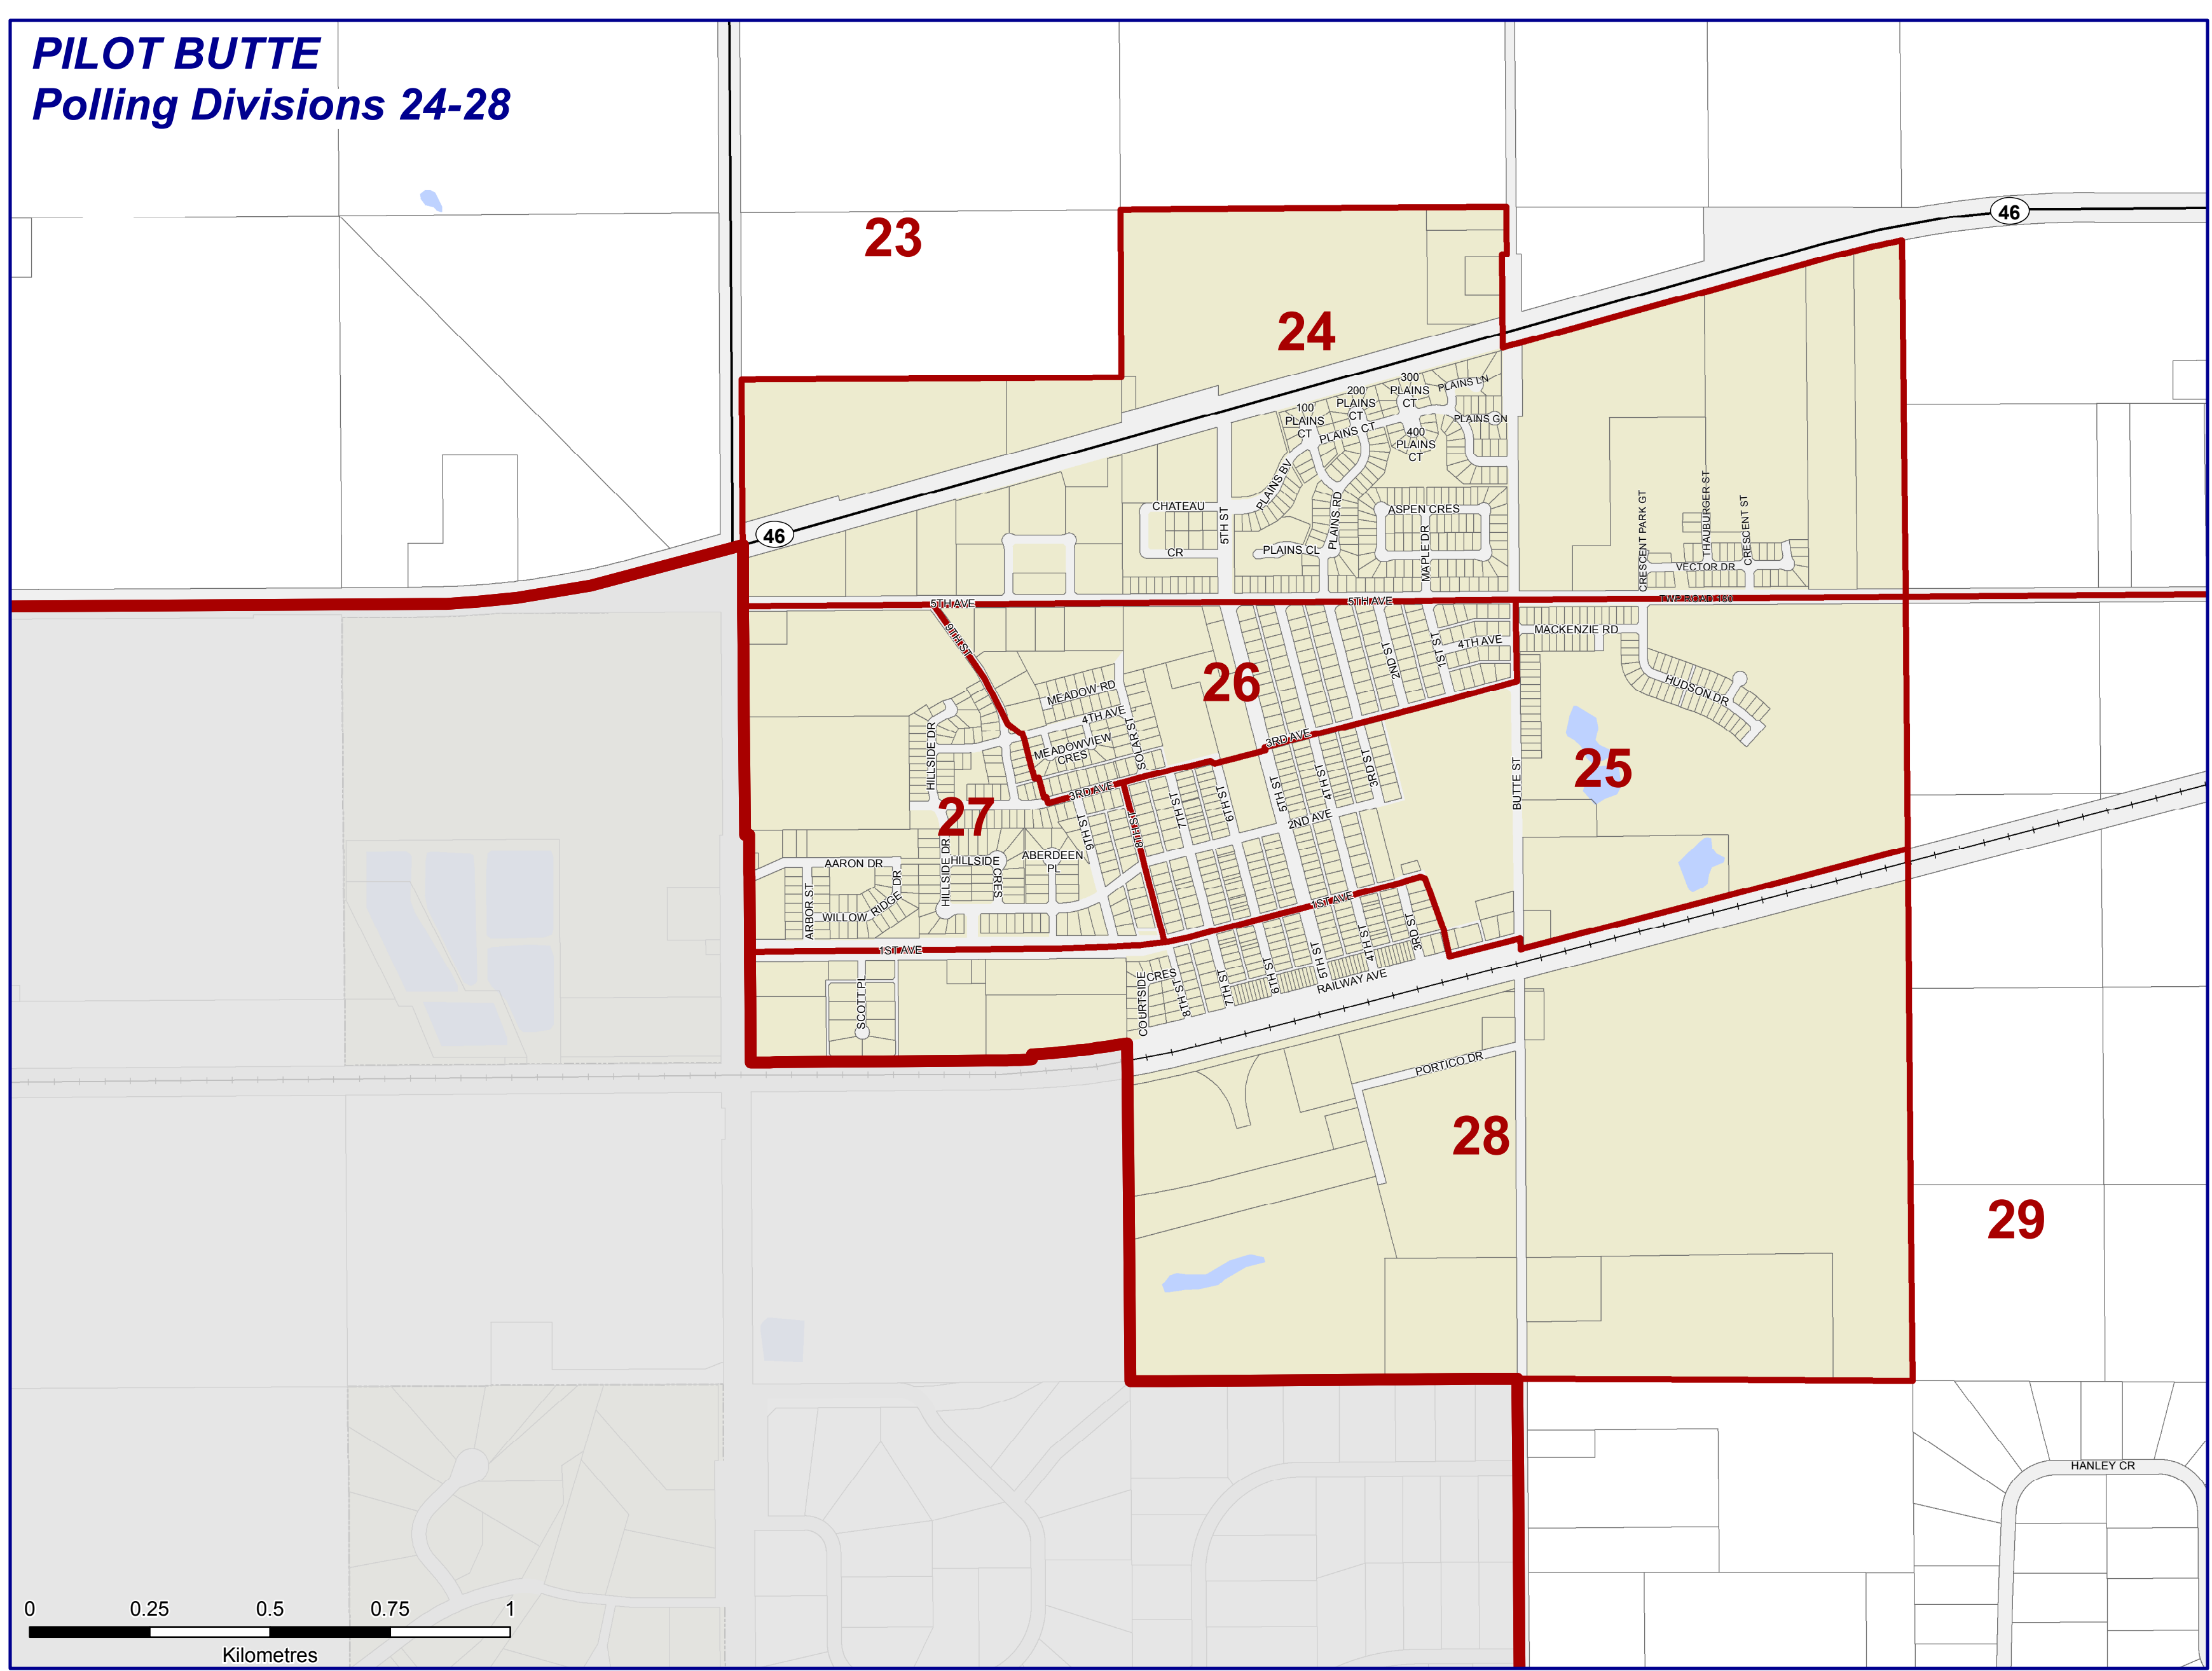 PILOT BUTTE
Polling Divisions 24-28
23
46
24
300
PLAINS
CT
PLAINS LN
200
PLAINS
CT
100
PLAINS
CT
PLAINS GN
PLAINS CT
400
PLAINS
CT
PLAINS BV
CHATEAU
5TH ST
PLAINS RD
ASPEN CRES
CRESCENT PARK GT
THAUBURGER ST
CRESCENT ST
46
CR
PLAINS CL
MAPLE DR
VECTOR DR
5TH AVE
5TH AVE
9TH ST
26
2ND ST
1ST ST
4TH AVE
MACKENZIE RD
MEADOW RD
HUDSON DR
4TH AVE
SOLAR ST
HILLSIDE DR
MEADOWVIEW
CRES
3RD AVE
25
BUTTE ST
3RD AVE
5TH ST
4TH ST
3RD ST
27
9TH ST
8TH ST
7TH ST
6TH ST
2ND AVE
AARON DR
HILLSIDE DR
HILLSIDE
CRES
ABERDEEN
PL
ARBOR ST
WILLOW
RIDGE
DR
1ST AVE
1ST AVE
SCOTT PL
COURTSIDE
CRES
8TH ST
7TH ST
6TH ST
5TH ST
4TH ST
3RD ST
RAILWAY AVE
PORTICO DR
28
29
HANLEY CR
0
0.25
0.5
0.75
1
Kilometres